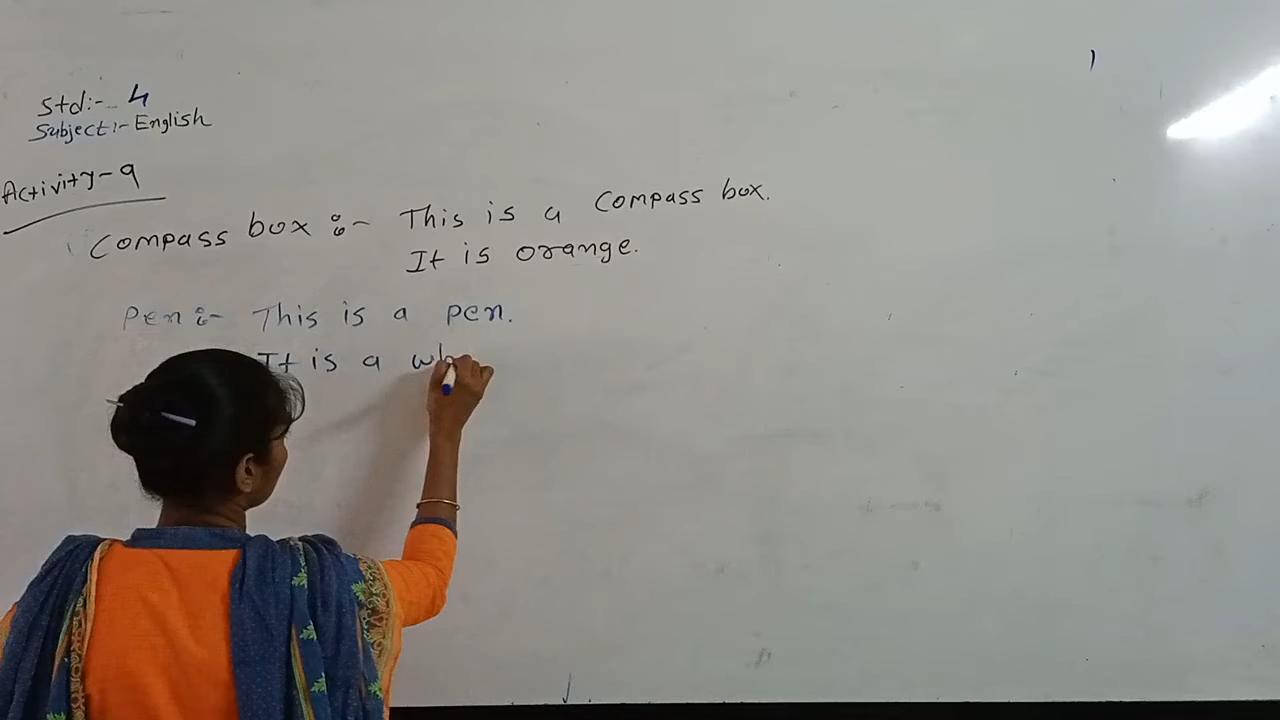 Std:- 4
Subject:- English
Activity-9
Compass box :- This is a Compass box.
It is orange.
Pen :- This is a pen.
It is a wh